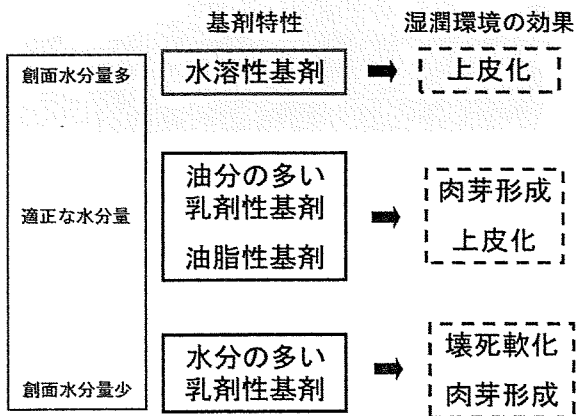 基剤特性
湿潤環境の効果
創面水分量多
水溶性基剤
上皮化
適正な水分量
油分の多い
乳剤性基剤
油脂性基剤
肉芽形成
上皮化
創面水分量少
水分の多い
乳剤性基剤
壊死軟化
肉芽形成